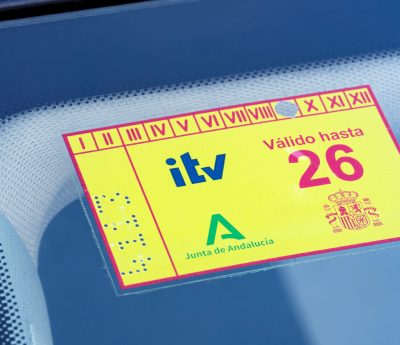 I II III IV V VI VII VIII X XI XII
itv
Válido hasta
26
Junta de Andalucía